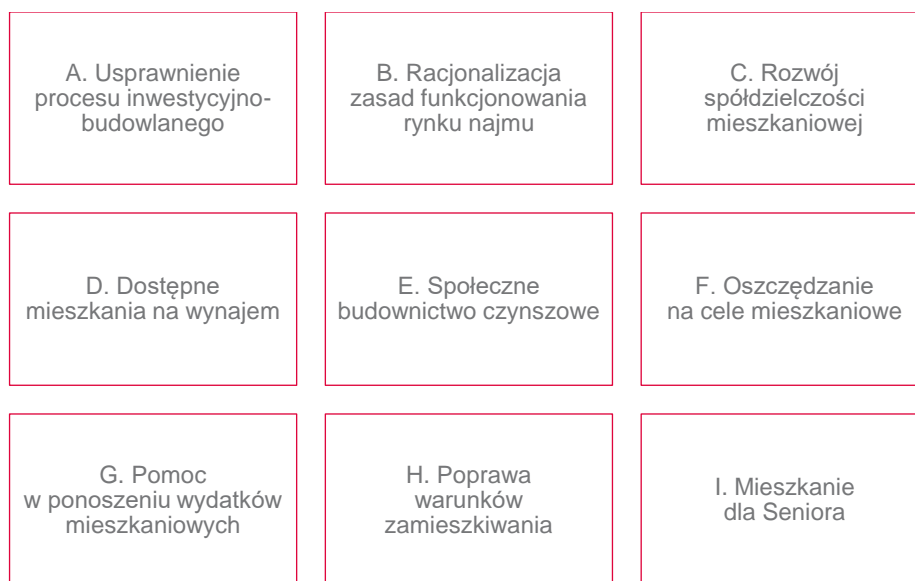 A. Usprawnienie
procesu inwestycyjno-
budowlanego
B. Racjonalizacja
zasad funkcjonowania
rynku najmu
C. Rozwój
spółdzielczości
mieszkaniowej
D. Dostępne
mieszkania na wynajem
E. Społeczne
budownictwo czynszowe
F. Oszczędzanie
na cele mieszkaniowe
G. Pomoc
w ponoszeniu wydatków
mieszkaniowych
H. Poprawa
warunków
zamieszkiwania
I. Mieszkanie
dla Seniora